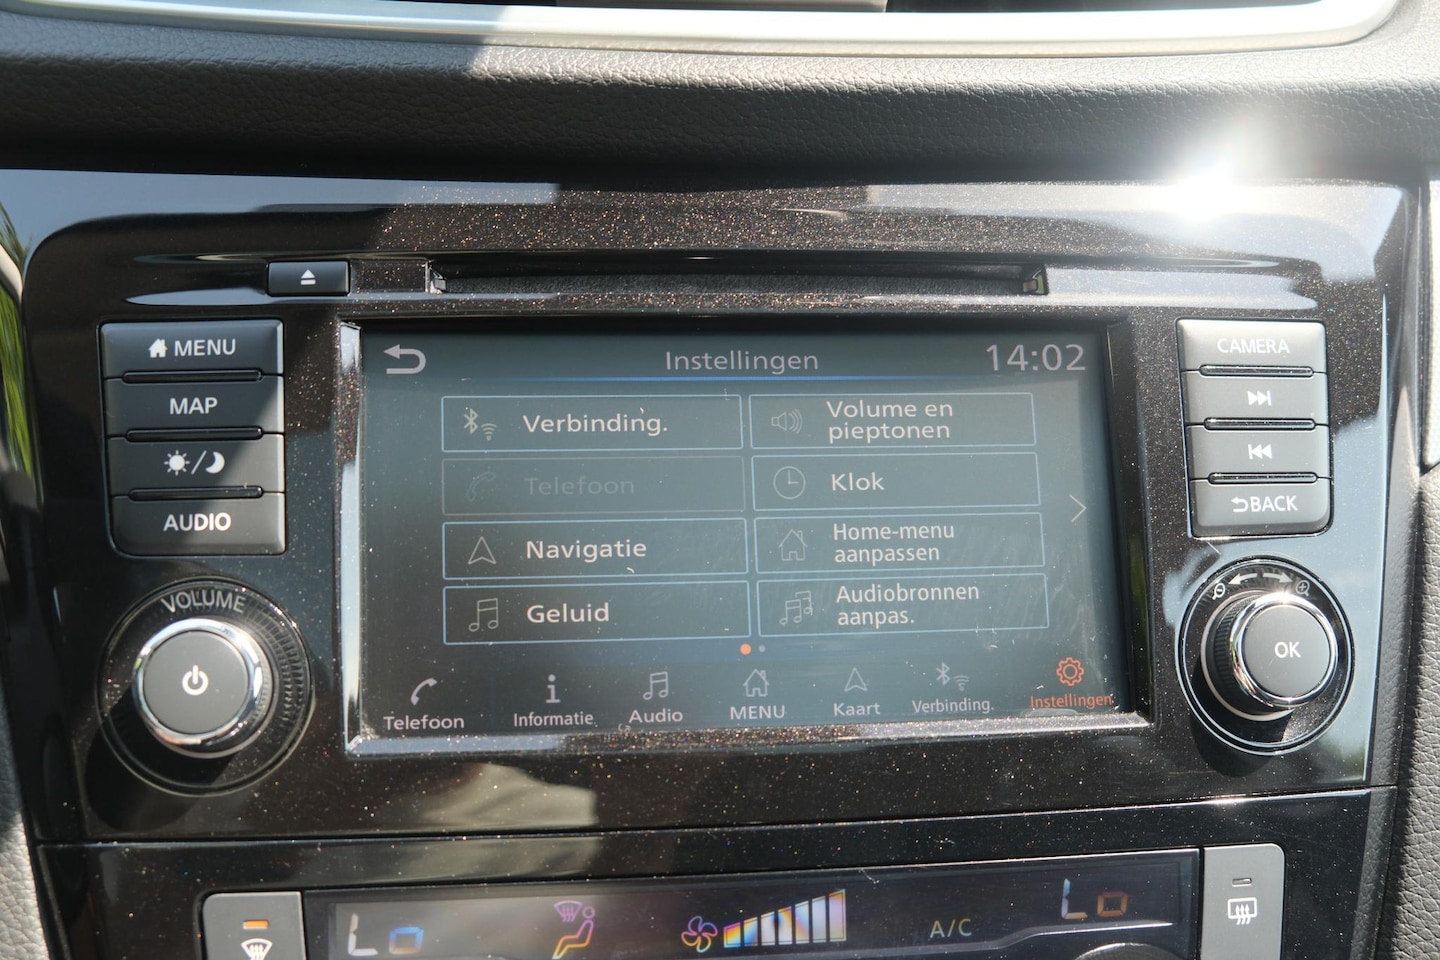 MENU
MAP
AUDIO
VOLUME
Instellingen
14:02
Verbinding.
Volume en
pieptonen
Telefoon
Klok
Navigatie
Home-menu
aanpassen
Geluid
Audiobronnen
aanpas.
Telefoon
Informatie
Audio
MENU
Kaart
Verbinding.
Instellingen
CAMERA
BACK
OK
Lo
A/C
Lo